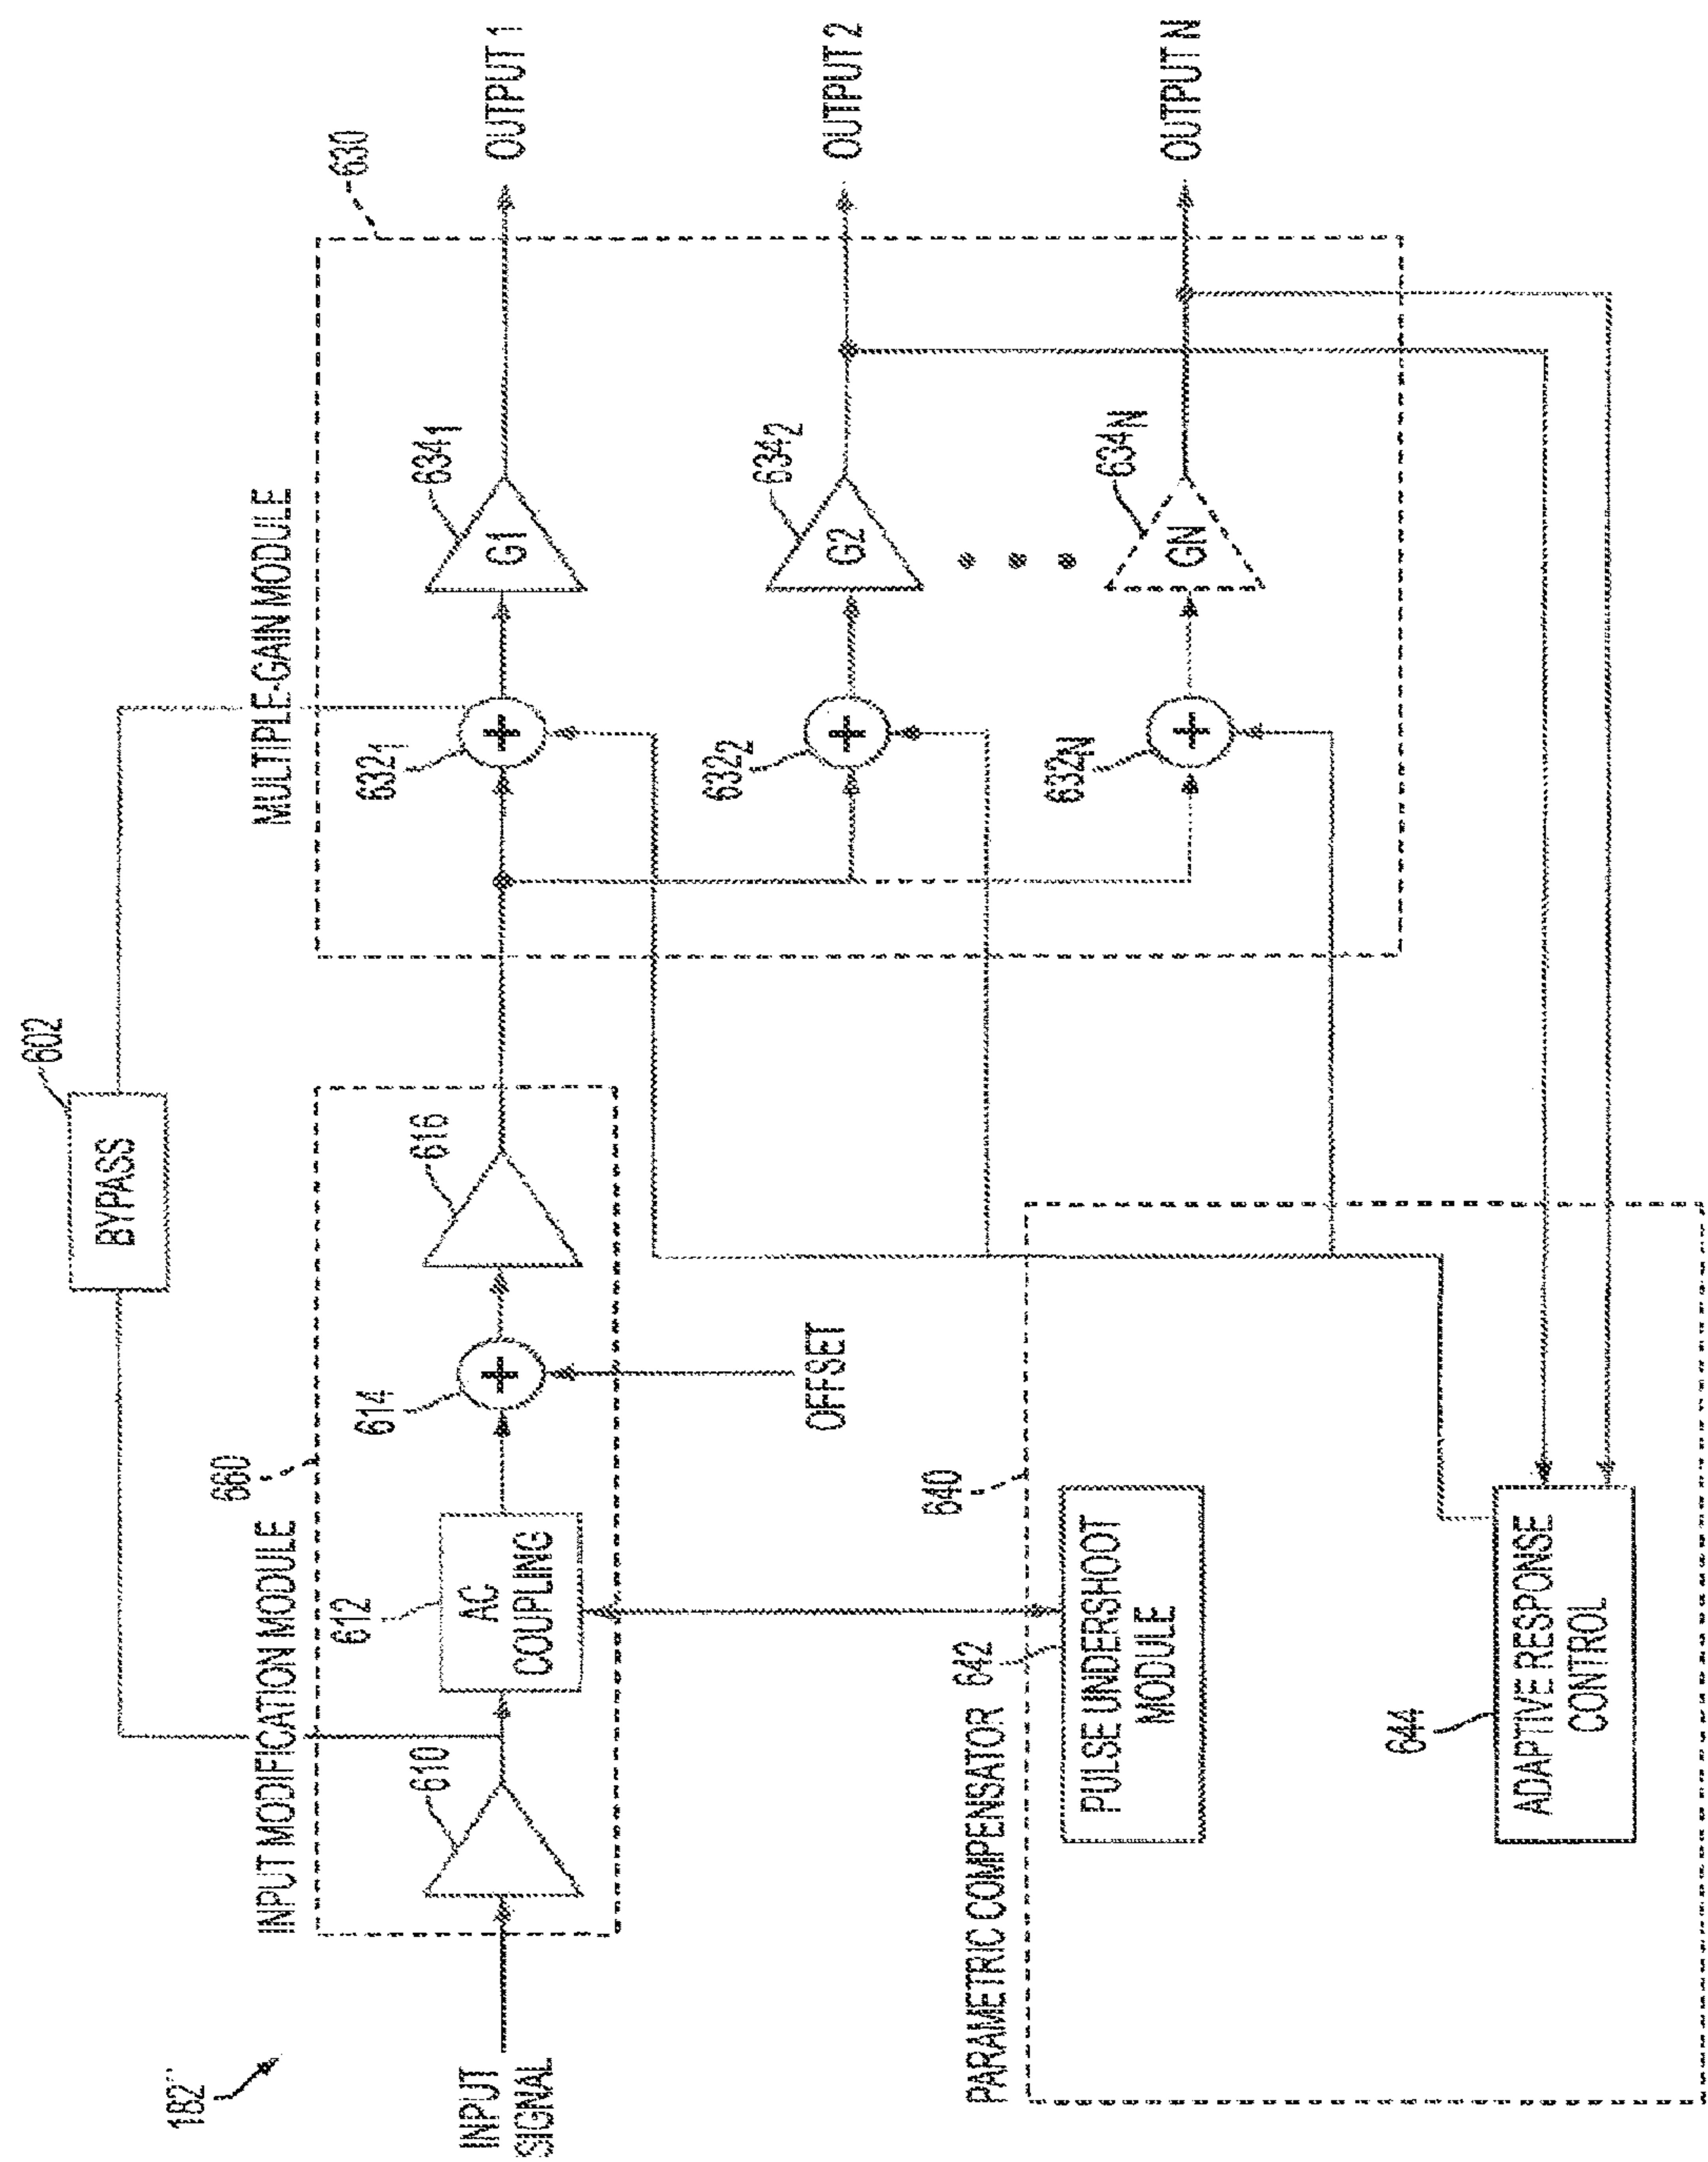 182''
602
BYPASS
INPUT MODIFICATION MODULE
660
MULTIPLE-GAIN MODULE
630
INPUT
SIGNAL
610
612
AC
COUPLING
614
+
616
OFFSET
632₁
+
634₁
G1
OUTPUT 1
632₂
+
634₂
G2
OUTPUT 2
632N
+
634N
GN
OUTPUT N
PARAMETRIC COMPENSATOR
640
642
PULSE UNDERSHOOT
MODULE
644
ADAPTIVE RESPONSE
CONTROL